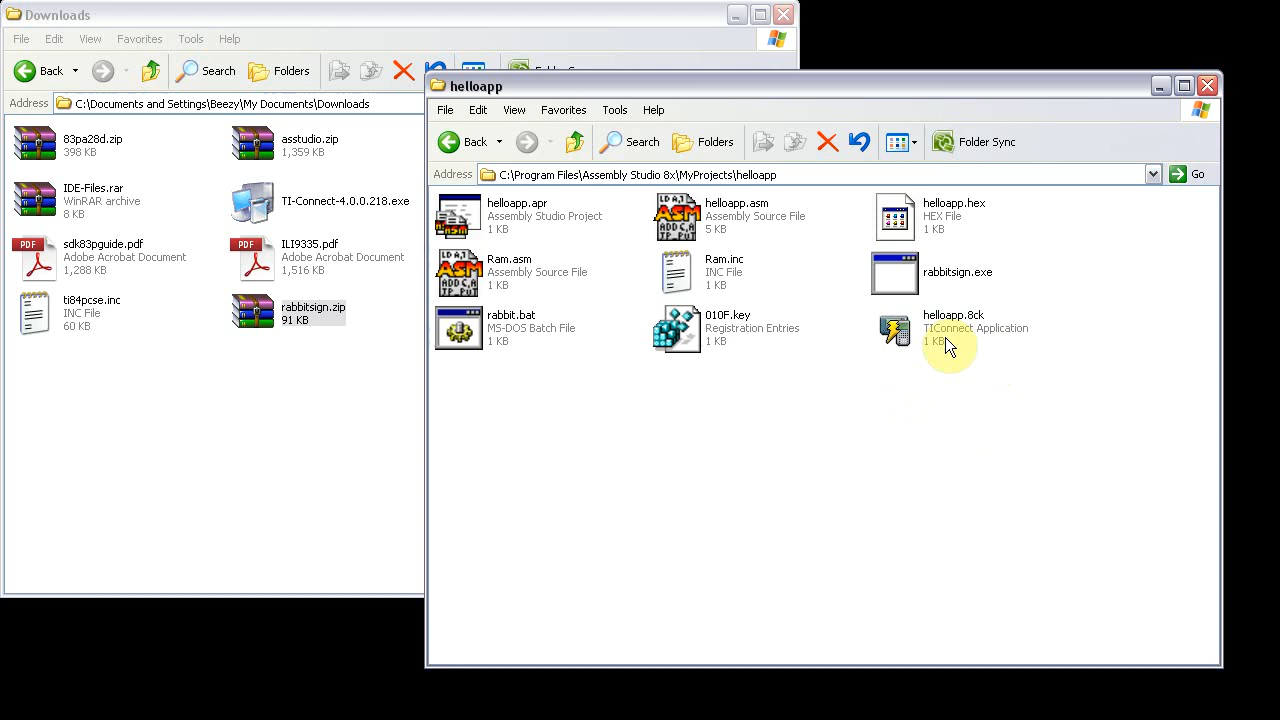 Downloads
File Edit View Favorites Tools Help
Back Search Folders
Address C:\Documents and Settings\Beezy\My Documents\Downloads
83pa28d.zip
398 KB
asstudio.zip
1,359 KB
IDE-Files.rar
WinRAR archive
8 KB
TI-Connect-4.0.0.218.exe
sdk83pguide.pdf
Adobe Acrobat Document
1,288 KB
ILI9335.pdf
Adobe Acrobat Document
1,516 KB
ti84pcse.inc
INC File
60 KB
rabbitsign.zip
91 KB
helloapp
File Edit View Favorites Tools Help
Back Search Folders Folder Sync
Address C:\Program Files\Assembly Studio 8x\MyProjects\helloapp Go
helloapp.apr
Assembly Studio Project
1 KB
helloapp.asm
Assembly Source File
5 KB
helloapp.hex
HEX File
1 KB
Ram.asm
Assembly Source File
1 KB
Ram.inc
INC File
1 KB
rabbitsign.exe
rabbit.bat
MS-DOS Batch File
1 KB
010F.key
Registration Entries
1 KB
helloapp.8ck
TIConnect Application
1 KB